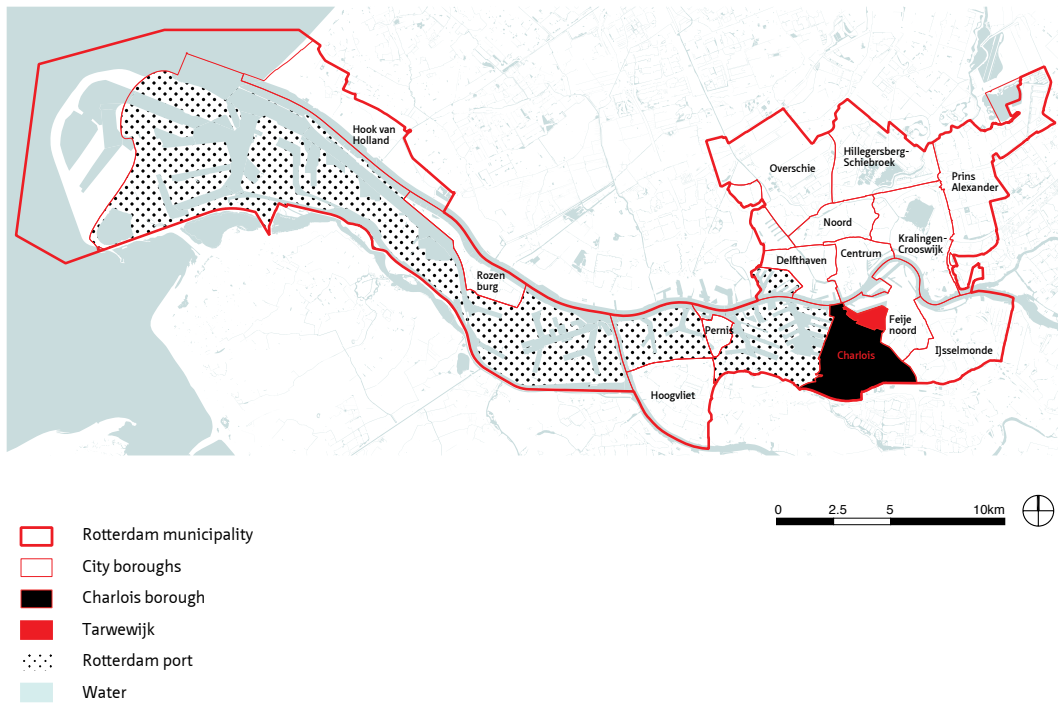 Hook van
Holland
Overschie
Hillegersberg-
Schiebroek
Prins
Alexander
Noord
Kralingen-
Crooswijk
Delfthaven
Centrum
Rozen
burg
Pernis
Feije
noord
Charlois
IJsselmonde
Hoogvliet
0 2.5 5 10km
Rotterdam municipality
City boroughs
Charlois borough
Tarwewijk
Rotterdam port
Water